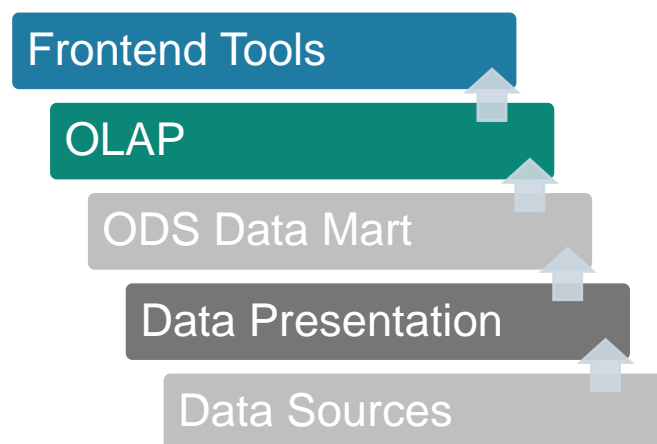 Frontend Tools
OLAP
ODS Data Mart
Data Presentation
Data Sources